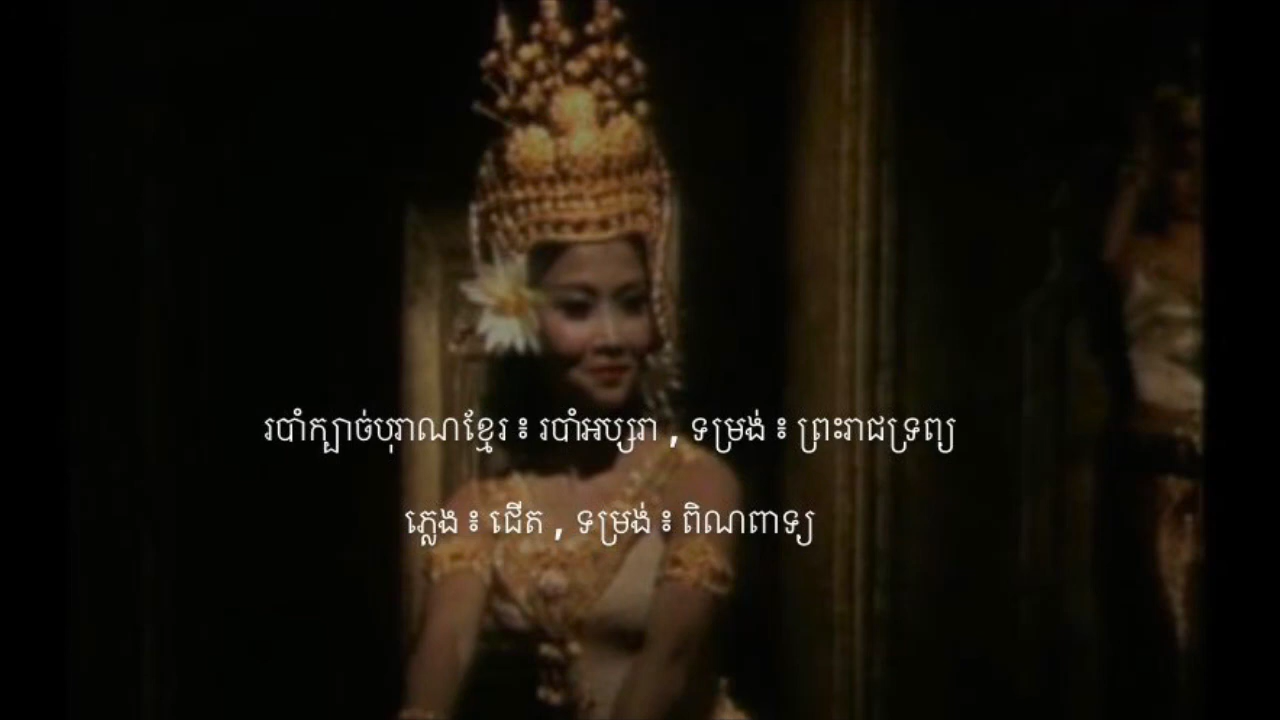 របាំក្បាច់បុរាណខ្មែរ ៖ របាំអប្សរា , ទម្រង់ ៖ ព្រះរាជទ្រព្យ
ភ្លេង ៖ ជើត , ទម្រង់ ៖ ពិណពាទ្យ